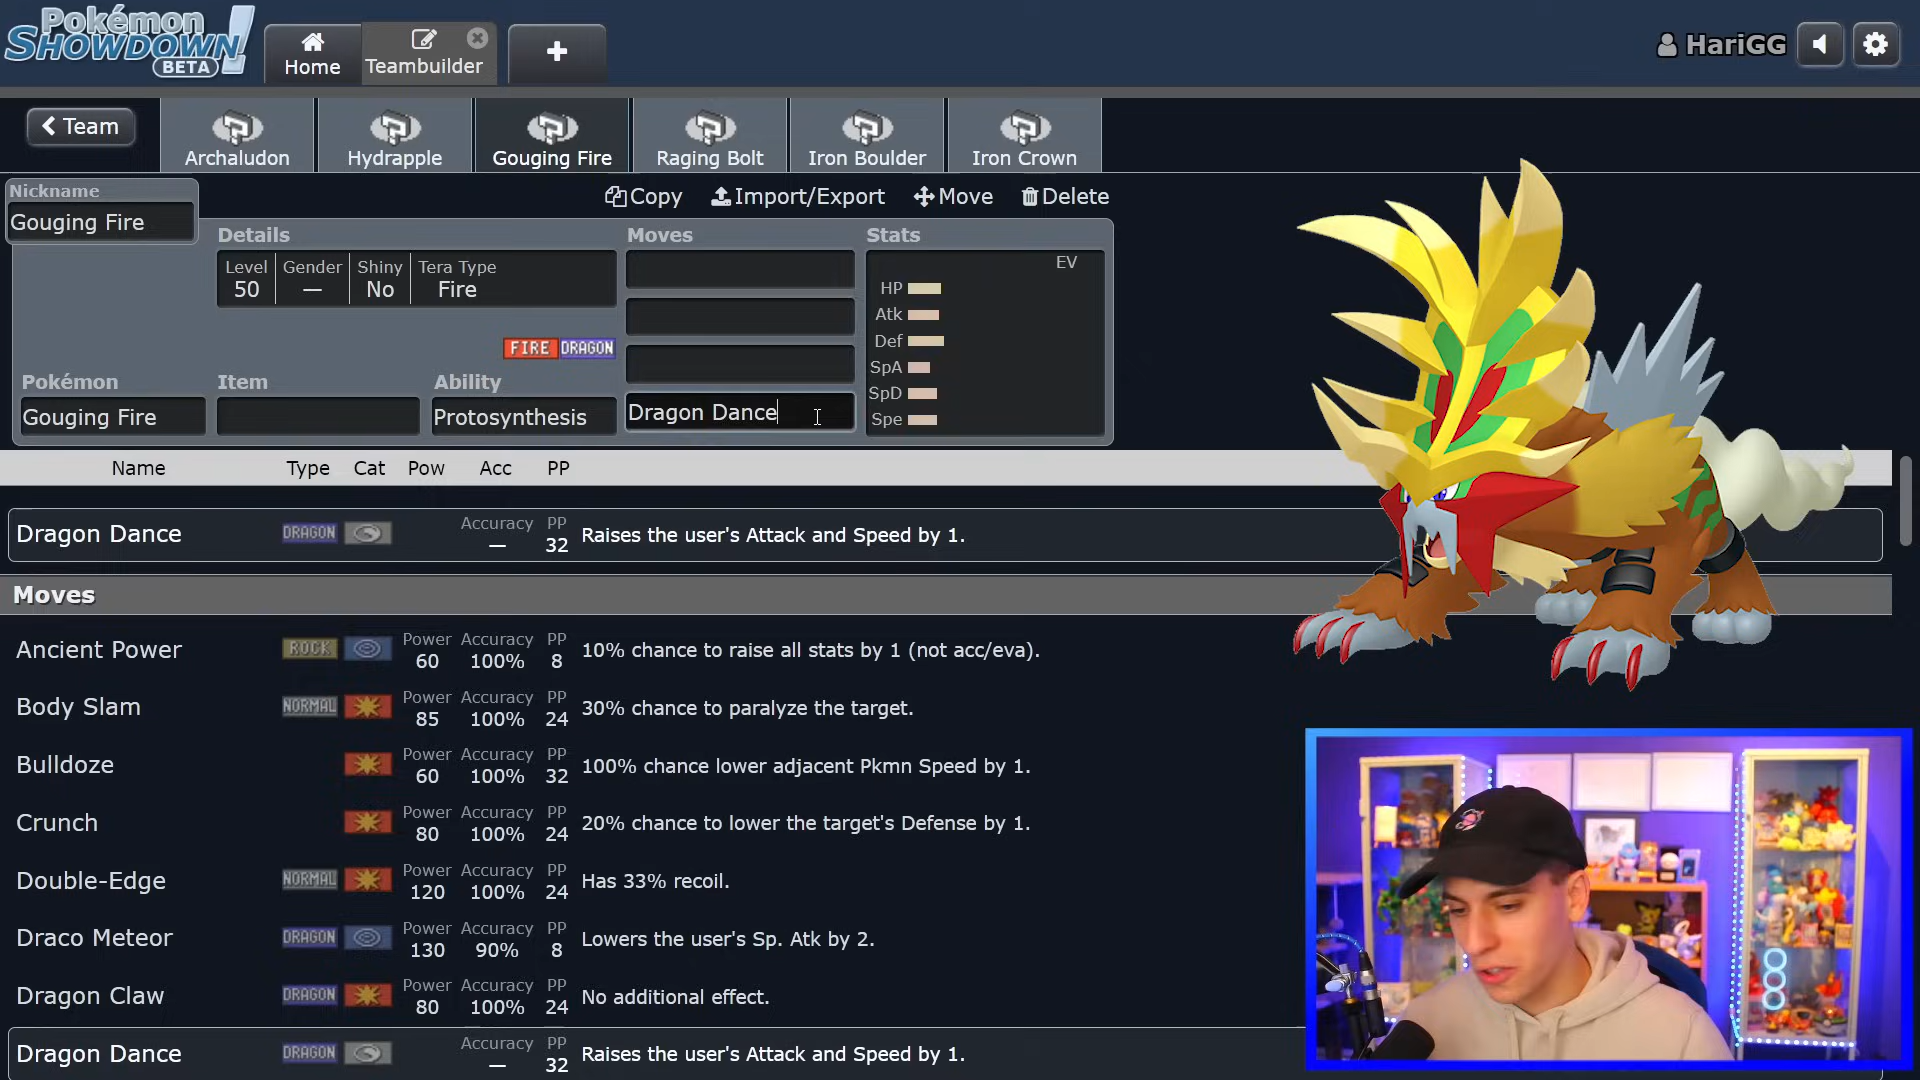 Pokémon
SHOWDOWN!
BETA
Home
Teambuilder
HariGG
Team
Archaludon
Hydrapple
Gouging Fire
Raging Bolt
Iron Boulder
Iron Crown
Nickname
Gouging Fire
Copy
Import/Export
Move
Delete
Details
Level
50
Gender
—
Shiny
No
Tera Type
Fire
FIRE DRAGON
Pokémon
Gouging Fire
Item
Ability
Protosynthesis
Moves
Dragon Dance
Stats
EV
HP
Atk
Def
SpA
SpD
Spe
Name Type Cat Pow Acc PP
Dragon Dance DRAGON Accuracy — PP 32 Raises the user's Attack and Speed by 1.
Moves
Ancient Power ROCK Power 60 Accuracy 100% PP 8 10% chance to raise all stats by 1 (not acc/eva).
Body Slam NORMAL Power 85 Accuracy 100% PP 24 30% chance to paralyze the target.
Bulldoze Power 60 Accuracy 100% PP 32 100% chance lower adjacent Pkmn Speed by 1.
Crunch Power 80 Accuracy 100% PP 24 20% chance to lower the target's Defense by 1.
Double-Edge NORMAL Power 120 Accuracy 100% PP 24 Has 33% recoil.
Draco Meteor DRAGON Power 130 Accuracy 90% PP 8 Lowers the user's Sp. Atk by 2.
Dragon Claw DRAGON Power 80 Accuracy 100% PP 24 No additional effect.
Dragon Dance DRAGON Accuracy — PP 32 Raises the user's Attack and Speed by 1.